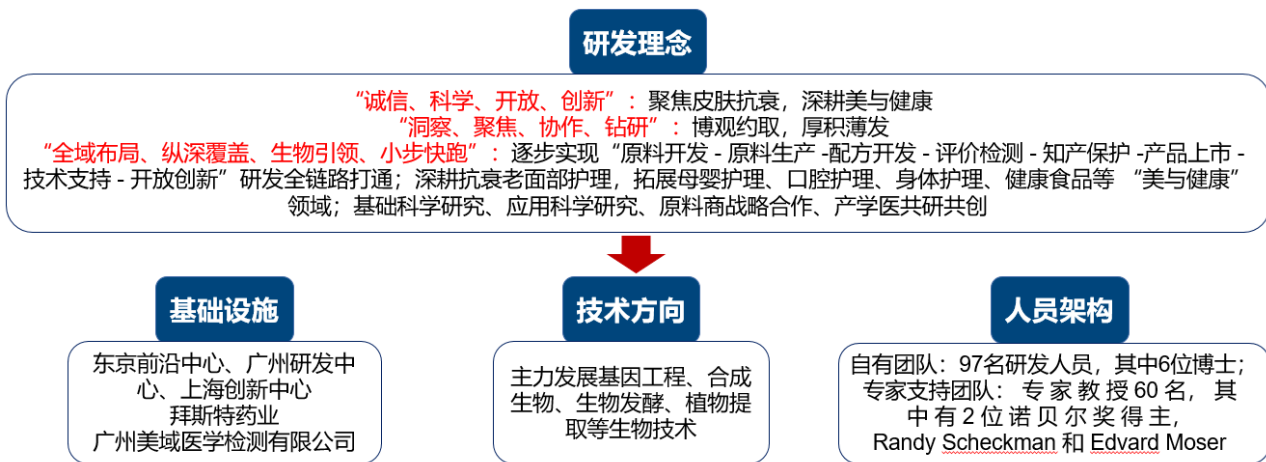 研发理念
“诚信、科学、开放、创新”：聚焦皮肤抗衰，深耕美与健康
“洞察、聚焦、协作、钻研”：博观约取，厚积薄发
“全域布局、纵深覆盖、生物引领、小步快跑”：逐步实现“原料开发 - 原料生产 -配方开发 - 评价检测 - 知产保护 -产品上市 -
技术支持 - 开放创新”研发全链路打通；深耕抗衰老面部护理，拓展母婴护理、口腔护理、身体护理、健康食品等 “美与健康”
领域；基础科学研究、应用科学研究、原料商战略合作、产学医共研共创
基础设施
东京前沿中心、广州研发中
心、上海创新中心
拜斯特药业
广州美域医学检测有限公司
技术方向
主力发展基因工程、合成
生物、生物发酵、植物提
取等生物技术
人员架构
自有团队：97名研发人员，其中6位博士；
专家支持团队： 专 家 教 授 60 名， 其
中 有 2 位 诺 贝 尔 奖 得 主，
Randy Scheckman 和 Edvard Moser